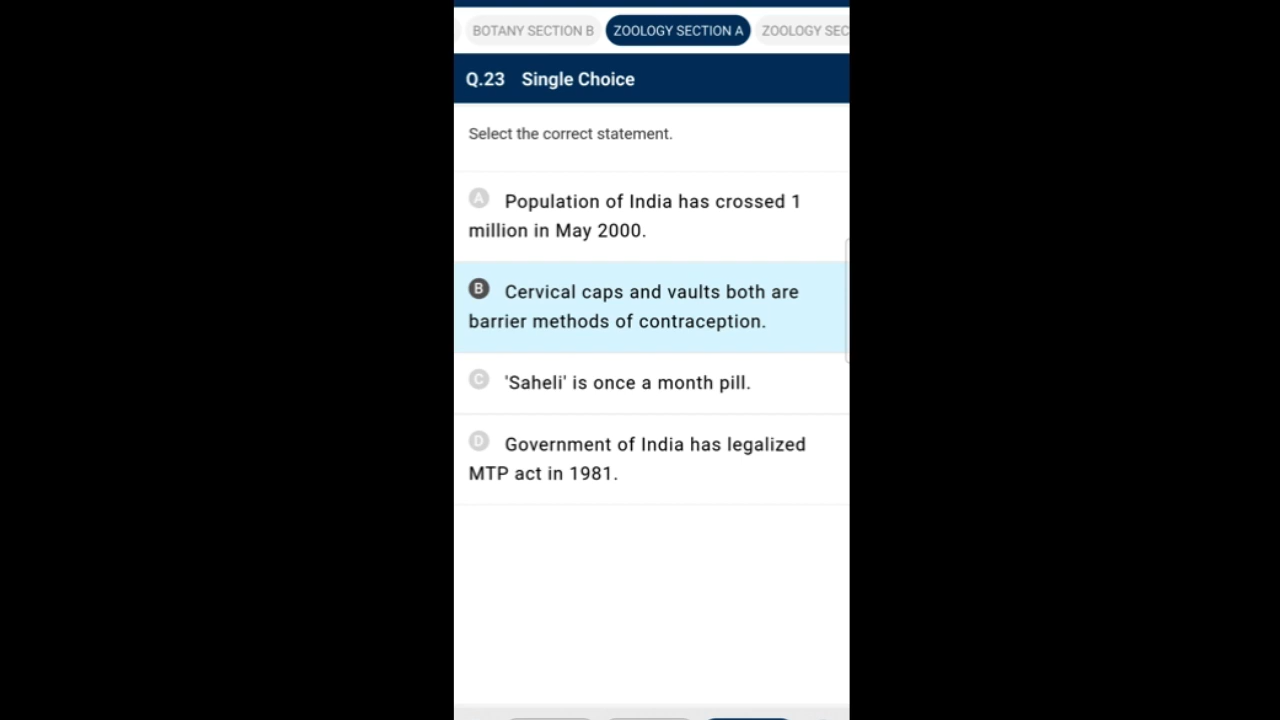 BOTANY SECTION B ZOOLOGY SECTION A ZOOLOGY SEC
Q.23 Single Choice
Select the correct statement.
A Population of India has crossed 1
million in May 2000.
B Cervical caps and vaults both are
barrier methods of contraception.
C 'Saheli' is once a month pill.
D Government of India has legalized
MTP act in 1981.